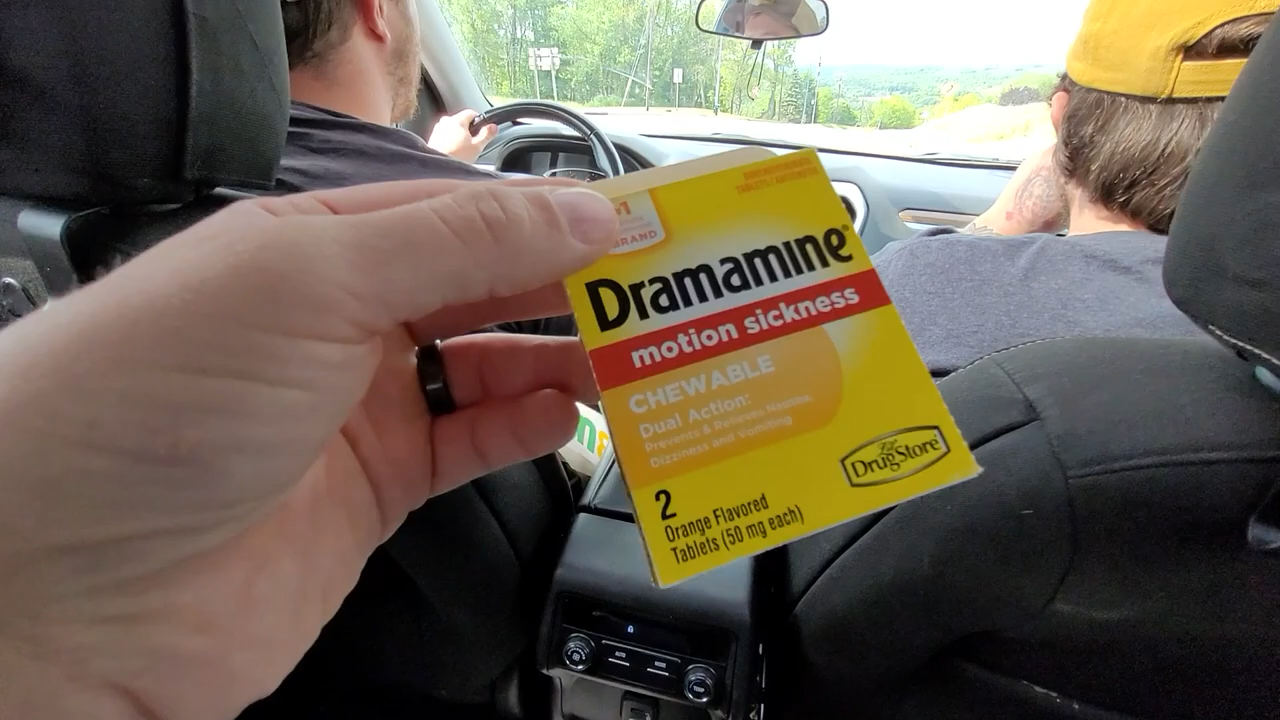 #1
BRAND
Dramamine®
motion sickness
CHEWABLE
Dual Action:
Prevents & Relieves Nausea,
Dizziness and Vomiting
Lil'
DrugStore®
2
Orange Flavored
Tablets (50 mg each)